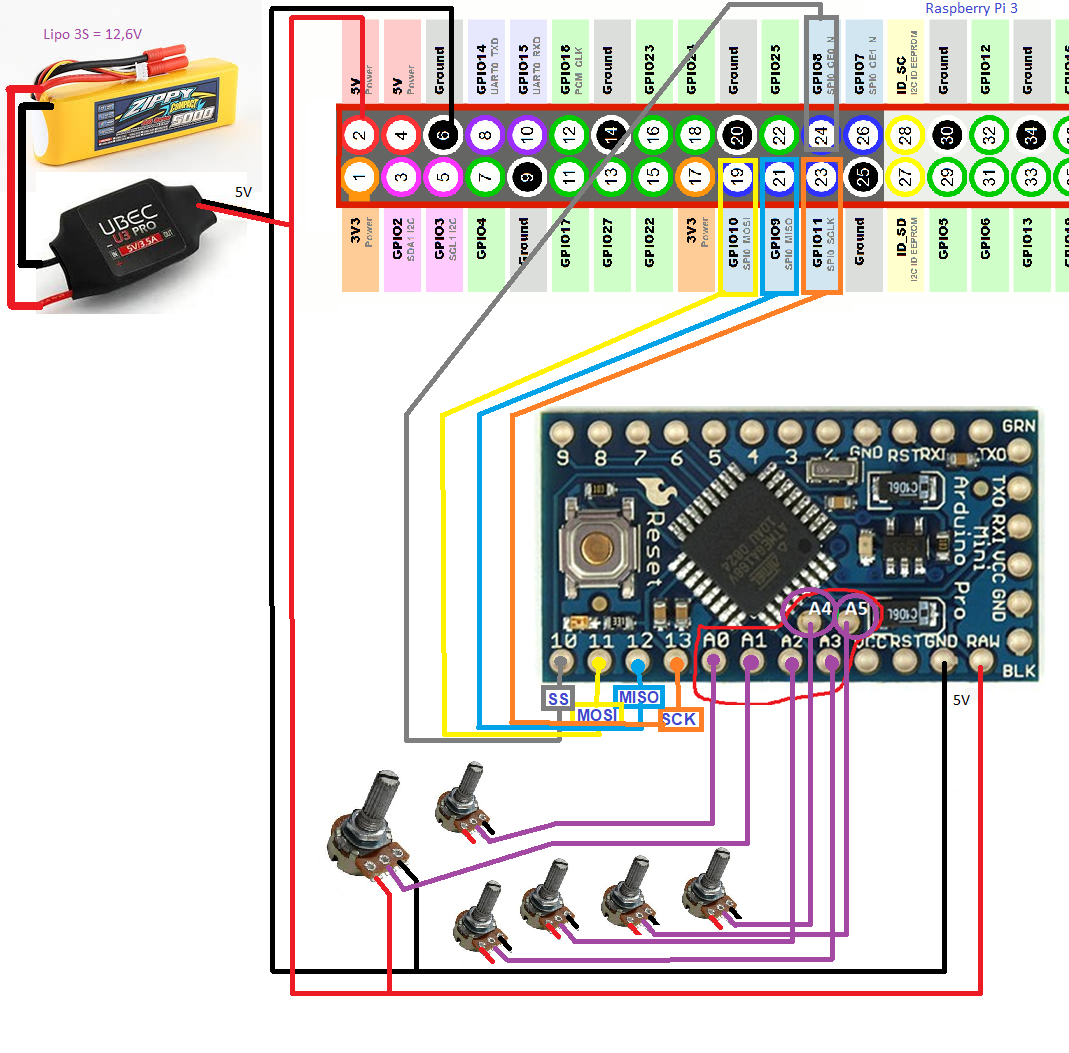 Raspberry Pi 3
Lipo 3S = 12,6V
ZIPPY
COMPACT
5000
5V Power
5V Power
Ground
GPIO14 UART0 TXD
GPIO15 UART0 RXD
GPIO18 PCM CLK
Ground
GPIO23
GPIO24
Ground
GPIO25
GPIO8 SPI0 CE0 N
GPIO7 SPI0 CE1 N
ID_SC I2C ID EEPROM
Ground
GPIO12
Ground
2 4 6 8 10 12 14 16 18 20 22 24 26 28 30 32 34
1 3 5 7 9 11 13 15 17 19 21 23 25 27 29 31 33
3V3 Power
GPIO2 SDA1 I2C
GPIO3 SCL1 I2C
GPIO4
Ground
GPIO17
GPIO27
GPIO22
3V3 Power
GPIO10 SPI0 MOSI
GPIO9 SPI0 MISO
GPIO11 SPI0 SCLK
Ground
ID_SD I2C ID EEPROM
GPIO5
GPIO6
GPIO13
5V
UBEC
U3 PRO
5V/3.5A
IN
OUT
9 8 7 6 5 4 3 2 GND RST RXI TXO
GRN
TXO RXI VCC GND
BLK
Arduino Pro
Mini
Reset
103
C106L
ATMEGA168V
10AU 0824
C106L
A4 A5
10 11 12 13 A0 A1 A2 A3 VCC RST GND RAW
SS
MOSI
MISO
SCK
5V